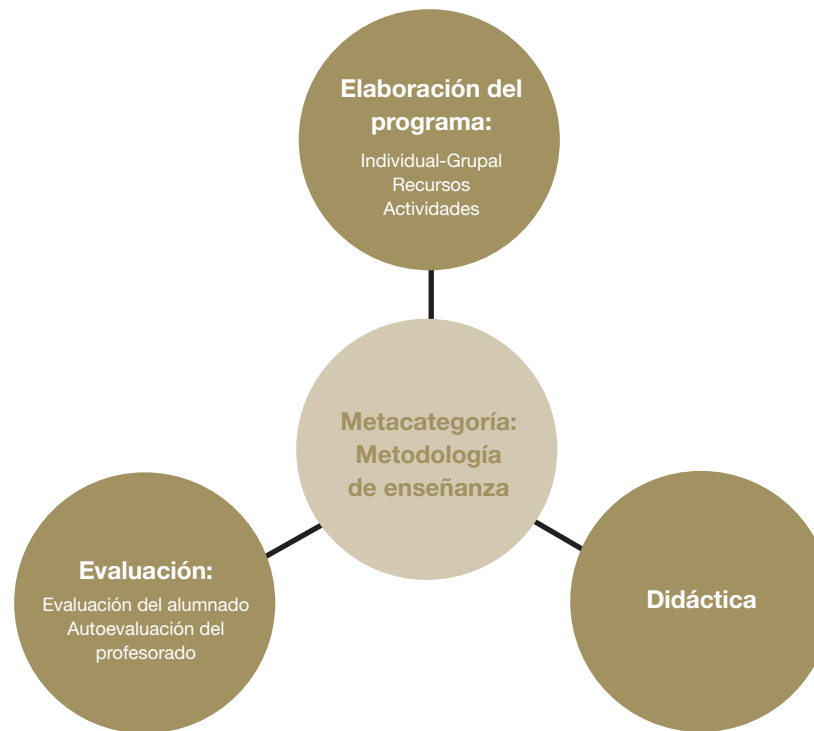 Elaboración del
programa:
Individual-Grupal
Recursos
Actividades
Metacategoría:
Metodología
de enseñanza
Evaluación:
Evaluación del alumnado
Autoevaluación del
profesorado
Didáctica